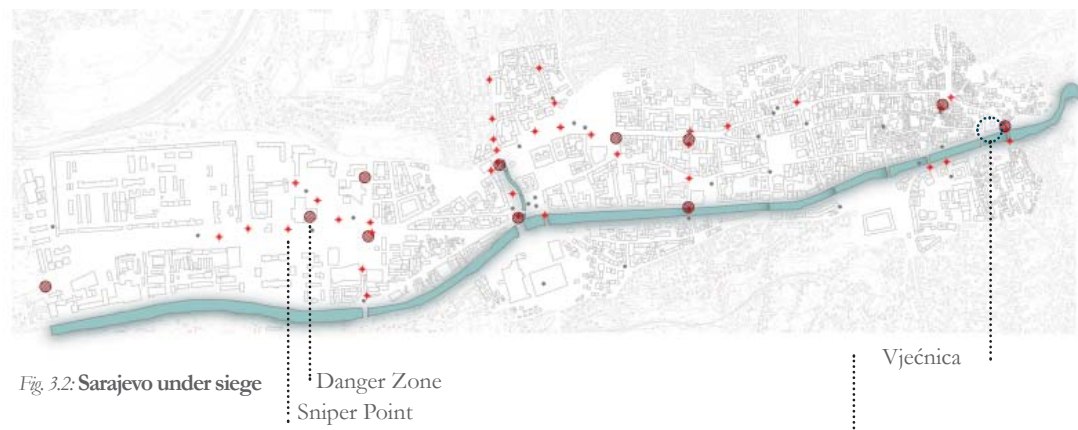 Vjećnica
Fig. 3.2: Sarajevo under siege
Danger Zone
Sniper Point